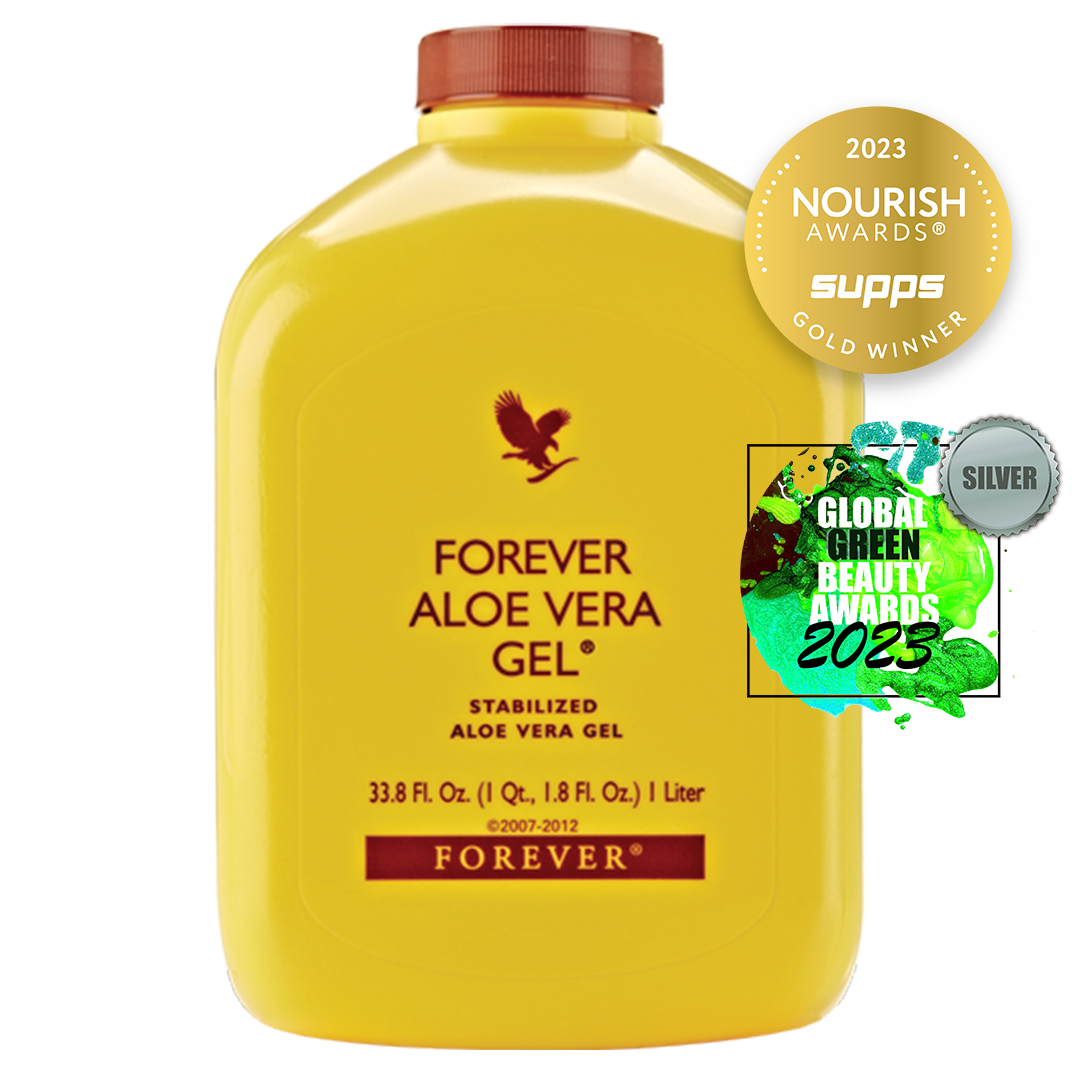 FOREVER
ALOE VERA
GEL®
STABILIZED
ALOE VERA GEL
33.8 Fl. Oz. (1 Qt., 1.8 Fl. Oz.) 1 Liter
©2007-2012
FOREVER®
2023
NOURISH
AWARDS®
supps
GOLD WINNER
SILVER
GLOBAL
GREEN
BEAUTY
AWARDS
2023